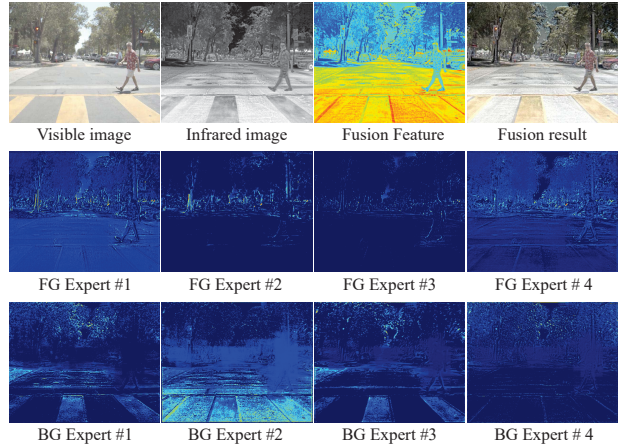 Visible image
Infrared image
Fusion Feature
Fusion result
FG Expert #1
FG Expert #2
FG Expert #3
FG Expert # 4
BG Expert #1
BG Expert #2
BG Expert #3
BG Expert # 4